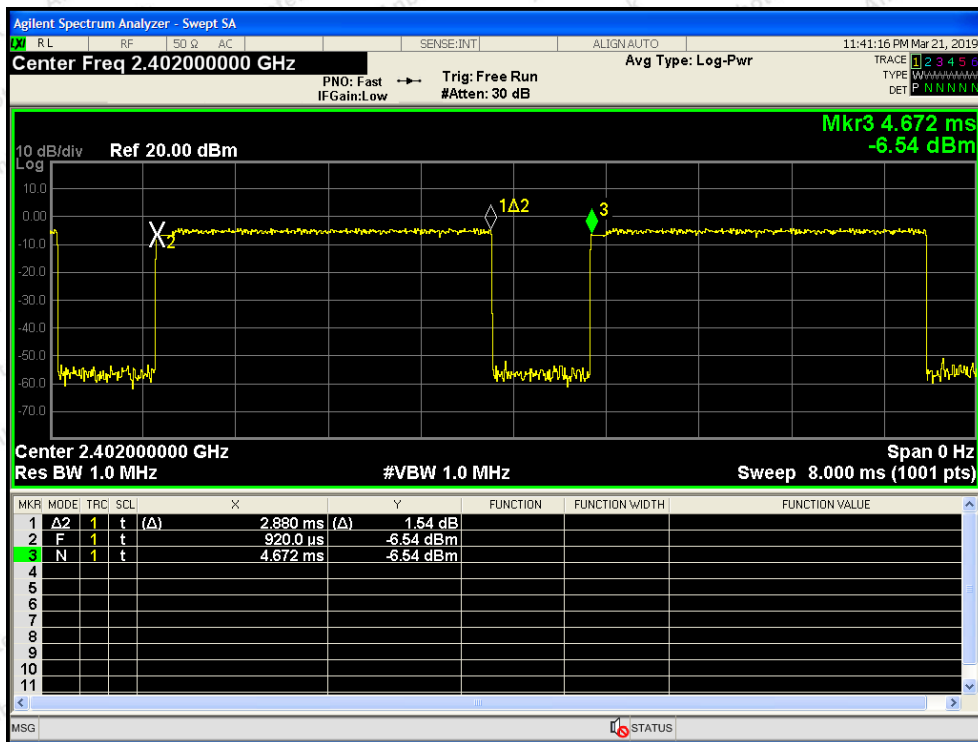 Agilent Spectrum Analyzer - Swept SA
LXI RL RF 50 Ω AC SENSE:INT ALIGNAUTO 11:41:16 PM Mar 21, 2019
Center Freq 2.402000000 GHz Avg Type: Log-Pwr TRACE 1 2 3 4 5 6
PNO: Fast Trig: Free Run TYPE WWWWWW
IFGain:Low #Atten: 30 dB DET P N N N N N
Mkr3 4.672 ms
10 dB/div Ref 20.00 dBm -6.54 dBm
Log
10.0
0.00
-10.0
-20.0
-30.0
-40.0
-50.0
-60.0
-70.0
2
1Δ2
3
Center 2.402000000 GHz Span 0 Hz
Res BW 1.0 MHz #VBW 1.0 MHz Sweep 8.000 ms (1001 pts)
MKR MODE TRC SCL X Y FUNCTION FUNCTION WIDTH FUNCTION VALUE
1 Δ2 1 t (Δ) 2.880 ms (Δ) 1.54 dB
2 F 1 t 920.0 µs -6.54 dBm
3 N 1 t 4.672 ms -6.54 dBm
4
5
6
7
8
9
10
11
MSG STATUS